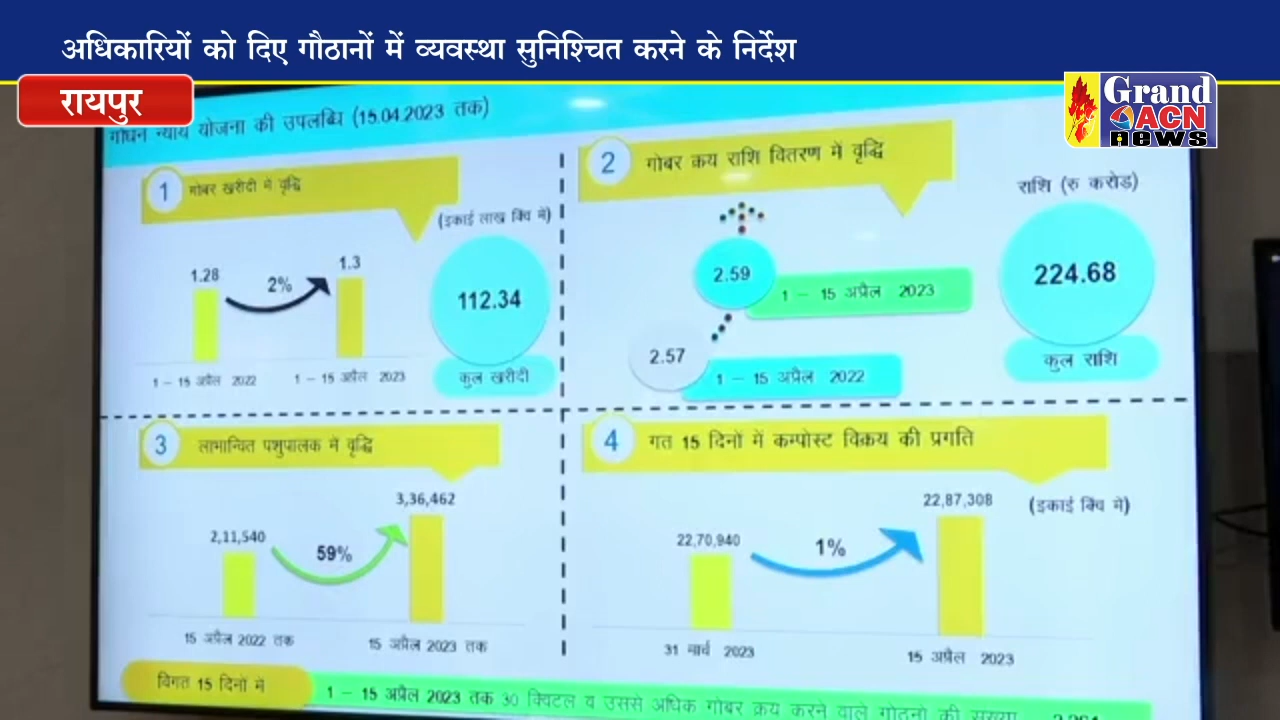 अधिकारियों को दिए गौठानों में व्यवस्था सुनिश्चित करने के निर्देश
रायपुर
Grand
ACN
news
गोधन न्याय योजना की उपलब्धि (15.04.2023 तक)
1 गोबर खरीदी में वृद्धि
(इकाई लाख क्वि में)
1.28
2%
1.3
112.34
1 – 15 अप्रैल 2022
1 – 15 अप्रैल 2023
कुल खरीदी
2 गोबर क्रय राशि वितरण में वृद्धि
राशि (रु करोड)
2.59
1 – 15 अप्रैल 2023
2.57
1 – 15 अप्रैल 2022
224.68
कुल राशि
3 लाभान्वित पशुपालक में वृद्धि
2,11,540
59%
3,36,462
15 अप्रैल 2022 तक
15 अप्रैल 2023 तक
4 गत 15 दिनों में कम्पोस्ट विक्रय की प्रगति
(इकाई क्वि में)
22,70,940
1%
22,87,308
31 मार्च 2023
15 अप्रैल 2023
विगत 15 दिनों में
1 – 15 अप्रैल 2023 तक 30 क्विटल व उससे अधिक गोबर क्रय करने वाले गोठनों की संख्या